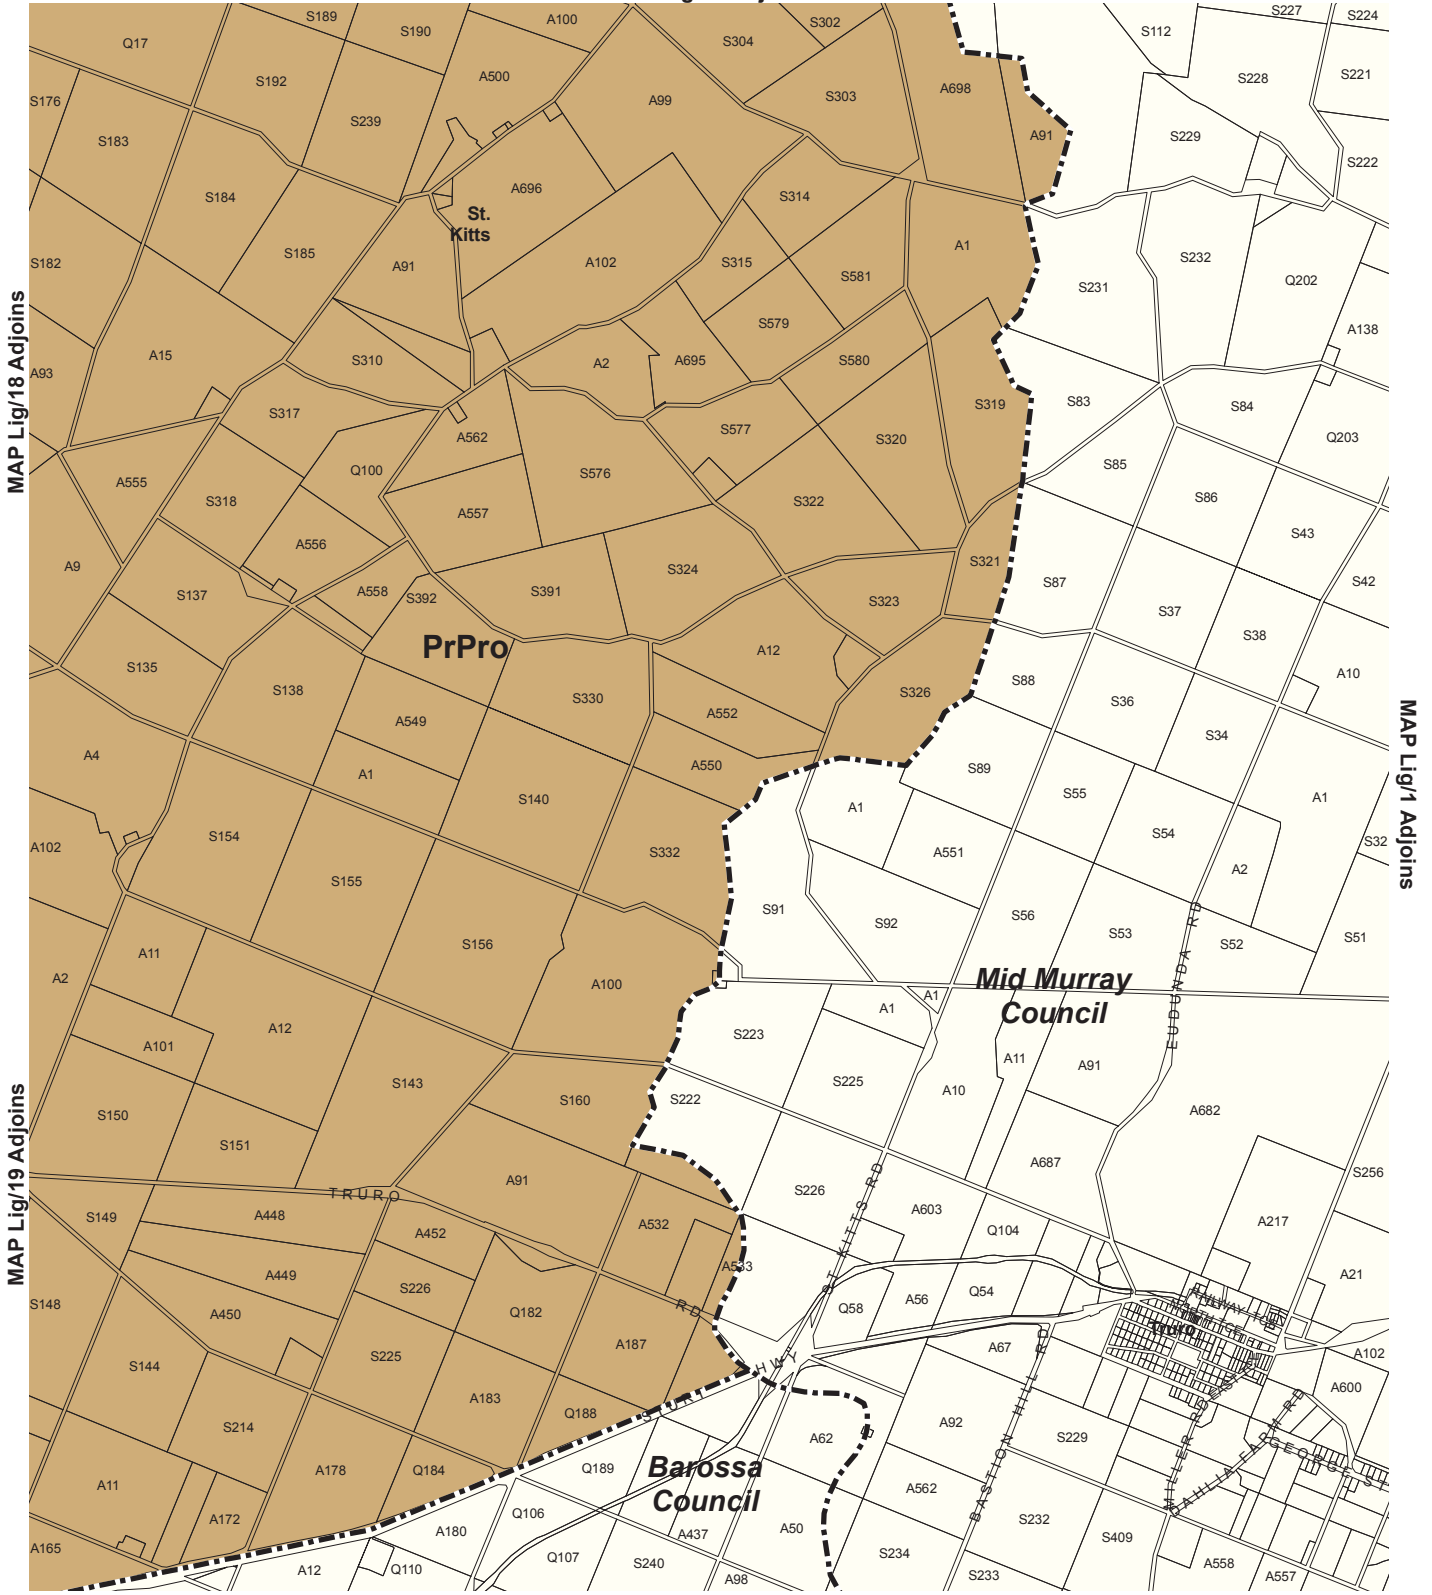 S189
A100
S302
S227
S224
Q17
S190
S304
S112
S192
A500
A99
S303
A698
S228
S221
S176
S183
S239
A91
S229
S222
S184
A696
S314
St.
Kitts
S182
S185
A91
A102
S315
S581
A1
S231
S232
Q202
MAP Lig/18 Adjoins
A15
S310
S579
A138
A93
A2
A695
S580
S317
S319
S83
S84
A562
S577
S320
Q203
A555
S318
Q100
S576
S85
S86
A557
S322
S43
A9
A556
S137
A558
S392
S391
S324
S323
S321
S87
S42
S37
S38
PrPro
S135
S138
A12
A10
S330
S326
S88
S36
A549
A552
S34
A4
A1
A550
S89
S140
S55
A1
A1
MAP Lig/1 Adjoins
A102
S154
S332
A551
S54
S32
A2
S155
S91
S92
S56
S53
S52
S51
S156
EUDUNDA RD
A11
A2
A100
Mid Murray
Council
A1
A1
A12
A101
S223
A11
A91
S143
S225
A10
S150
S160
S222
A682
S151
A687
MAP Lig/19 Adjoins
A91
S226
S256
TRURO
S149
A448
A452
A532
A603
Q104
A217
ST KITTS RD
A449
S226
A533
A21
S148
A450
Q182
RD
Q58
A56
Q54
RAILWAY TCE
NORTH TCE
Truro
S144
S225
A187
A67
A102
HWY
A183
A600
Q188
STURT
S214
A62
A92
S229
BASTION HILL RD
MILLER RD
DAHLIA FARM RD
GEORGE ST
A11
A178
Q184
Q189
Barossa
Council
A562
A172
Q106
A180
A437
A50
S232
S409
A165
A12
Q110
Q107
S240
A98
S234
S233
A558
A557